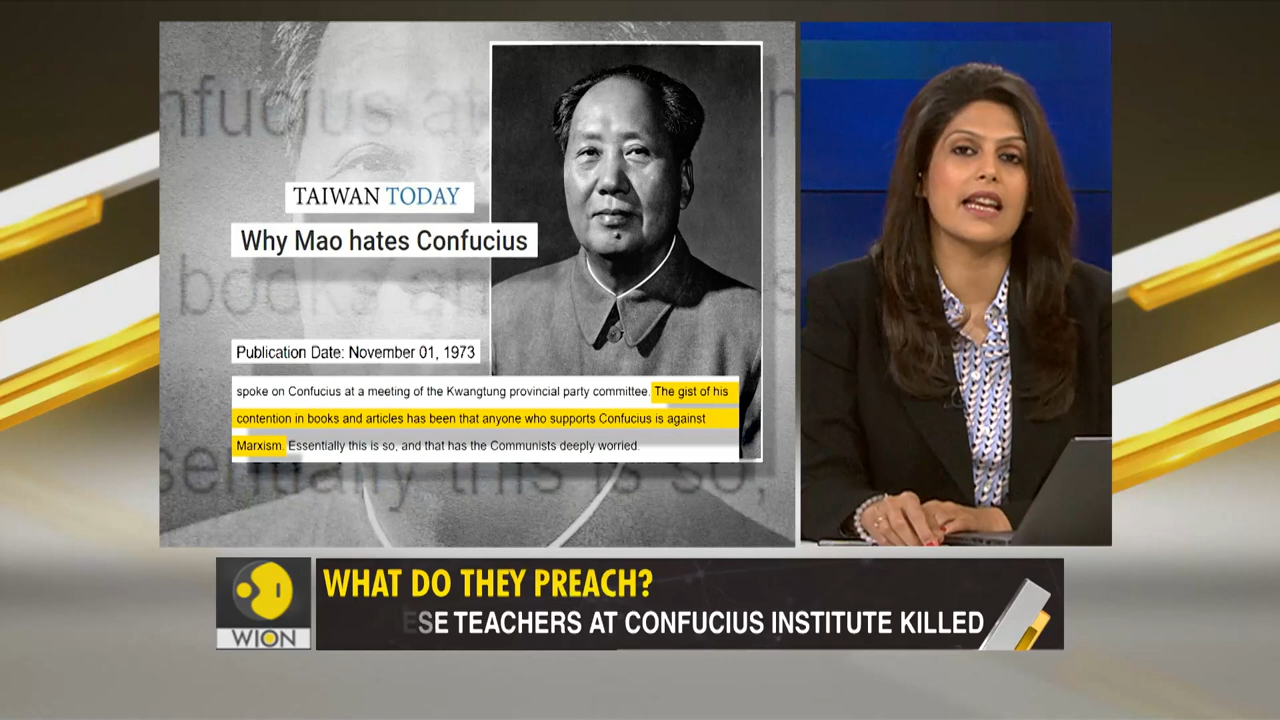 TAIWAN TODAY
Why Mao hates Confucius
Publication Date: November 01, 1973
spoke on Confucius at a meeting of the Kwangtung provincial party committee. The gist of his
contention in books and articles has been that anyone who supports Confucius is against
Marxism. Essentially this is so, and that has the Communists deeply worried.
WION
WHAT DO THEY PREACH?
ESE TEACHERS AT CONFUCIUS INSTITUTE KILLED